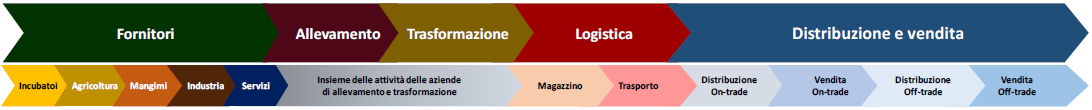 Fornitori Allevamento Trasformazione Logistica Distribuzione e vendita
Incubatoi Agricoltura Mangimi Industria Servizi
Insieme delle attività delle aziende
di allevamento e trasformazione
Magazzino Trasporto
Distribuzione
On-trade
Vendita
On-trade
Distribuzione
Off-trade
Vendita
Off-trade